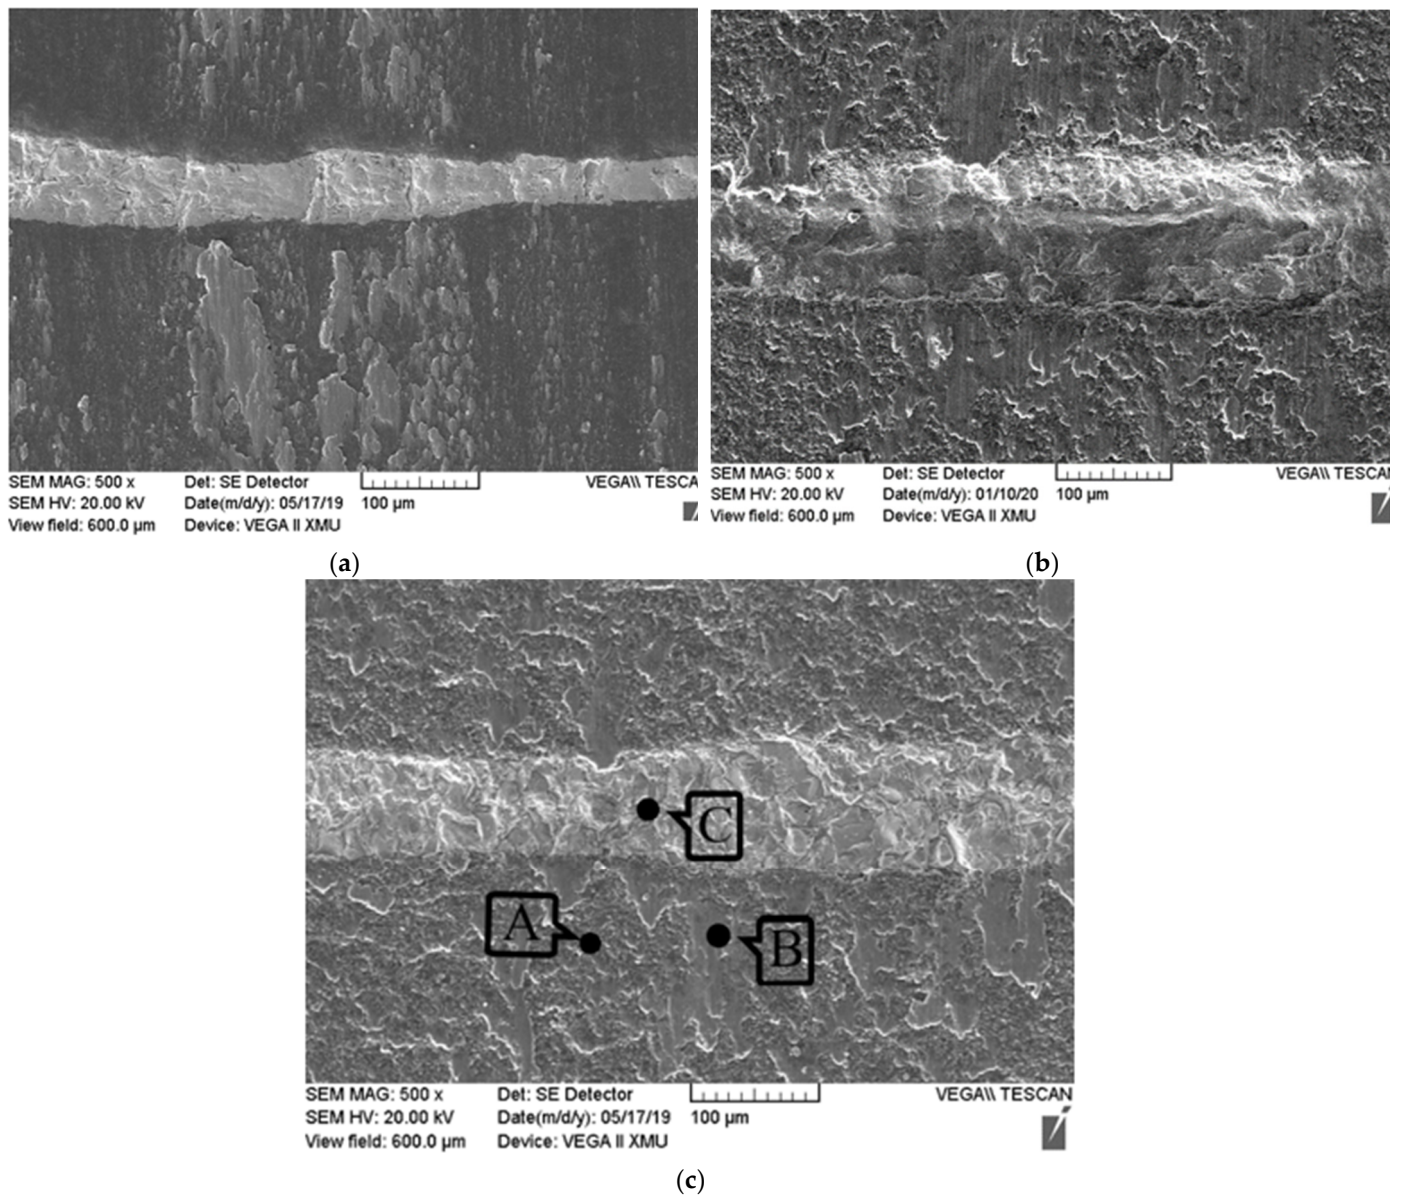 SEM MAG: 500 x Det: SE Detector VEGA\\ TESCAN
SEM HV: 20.00 kV Date(m/d/y): 05/17/19 100 µm
View field: 600.0 µm Device: VEGA II XMU
(a)
SEM MAG: 500 x Det: SE Detector VEGA\\ TESCAN
SEM HV: 20.00 kV Date(m/d/y): 01/10/20 100 µm
View field: 600.0 µm Device: VEGA II XMU
(b)
C
A
B
SEM MAG: 500 x Det: SE Detector VEGA\\ TESCAN
SEM HV: 20.00 kV Date(m/d/y): 05/17/19 100 µm
View field: 600.0 µm Device: VEGA II XMU
(c)